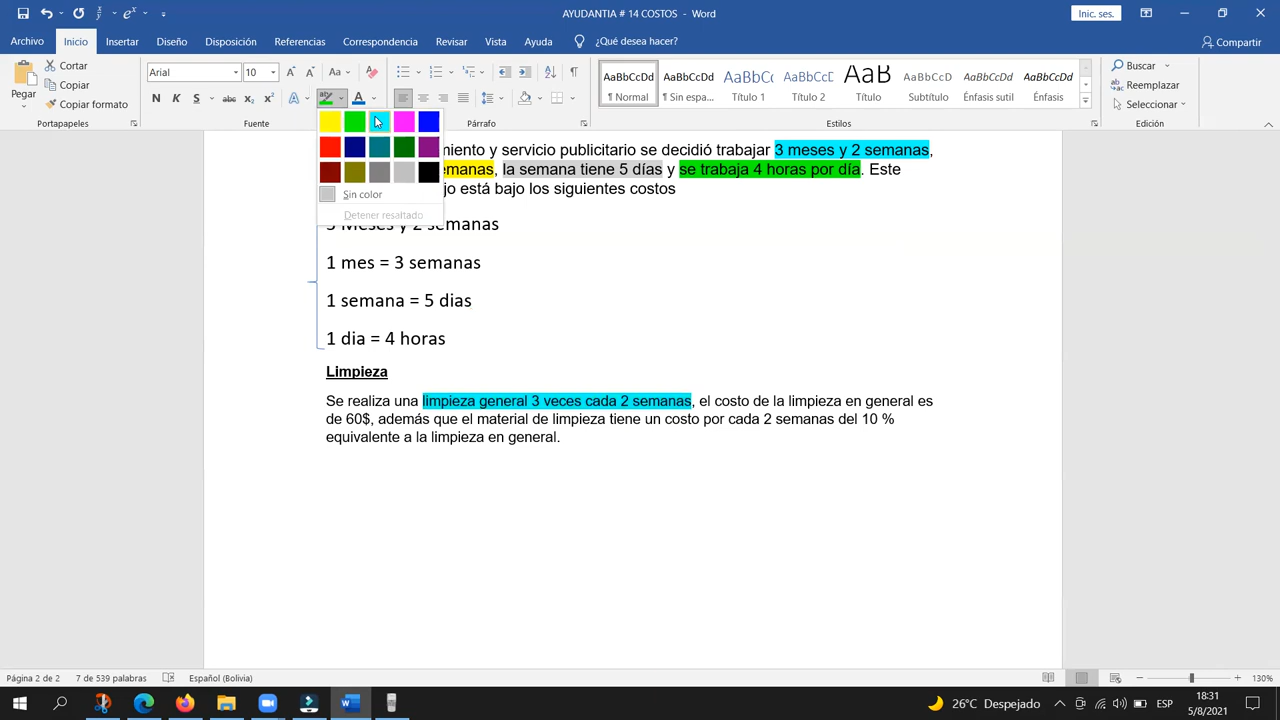 AYUDANTIA # 14 COSTOS - Word
Inic. ses.
Archivo Inicio Insertar Diseño Disposición Referencias Correspondencia Revisar Vista Ayuda ¿Qué desea hacer? Compartir
Pegar
Cortar
Copiar
Copiar formato
Portapapeles
Arial 10 Aa
N K S abc x₂ x² A ab A
Fuente
Párrafo
AaBbCcDd AaBbCcDd AaBbCc AaBbCcD AaB AaBbCcD AaBbCcDd AaBbCcDd
¶ Normal ¶ Sin espa... Título 1 Título 2 Título Subtítulo Énfasis sutil Énfasis
Estilos
Buscar
Reemplazar
Seleccionar
Edición
Sin color
Detener resaltado
miento y servicio publicitario se decidió trabajar 3 meses y 2 semanas,
emanas, la semana tiene 5 días y se trabaja 4 horas por día. Este
jo está bajo los siguientes costos
3 Meses y 2 semanas
1 mes = 3 semanas
1 semana = 5 dias
1 dia = 4 horas
Limpieza
Se realiza una limpieza general 3 veces cada 2 semanas, el costo de la limpieza en general es
de 60$, además que el material de limpieza tiene un costo por cada 2 semanas del 10 %
equivalente a la limpieza en general.
Página 2 de 2 7 de 539 palabras Español (Bolivia) 130%
26°C Despejado ESP 18:31
5/8/2021